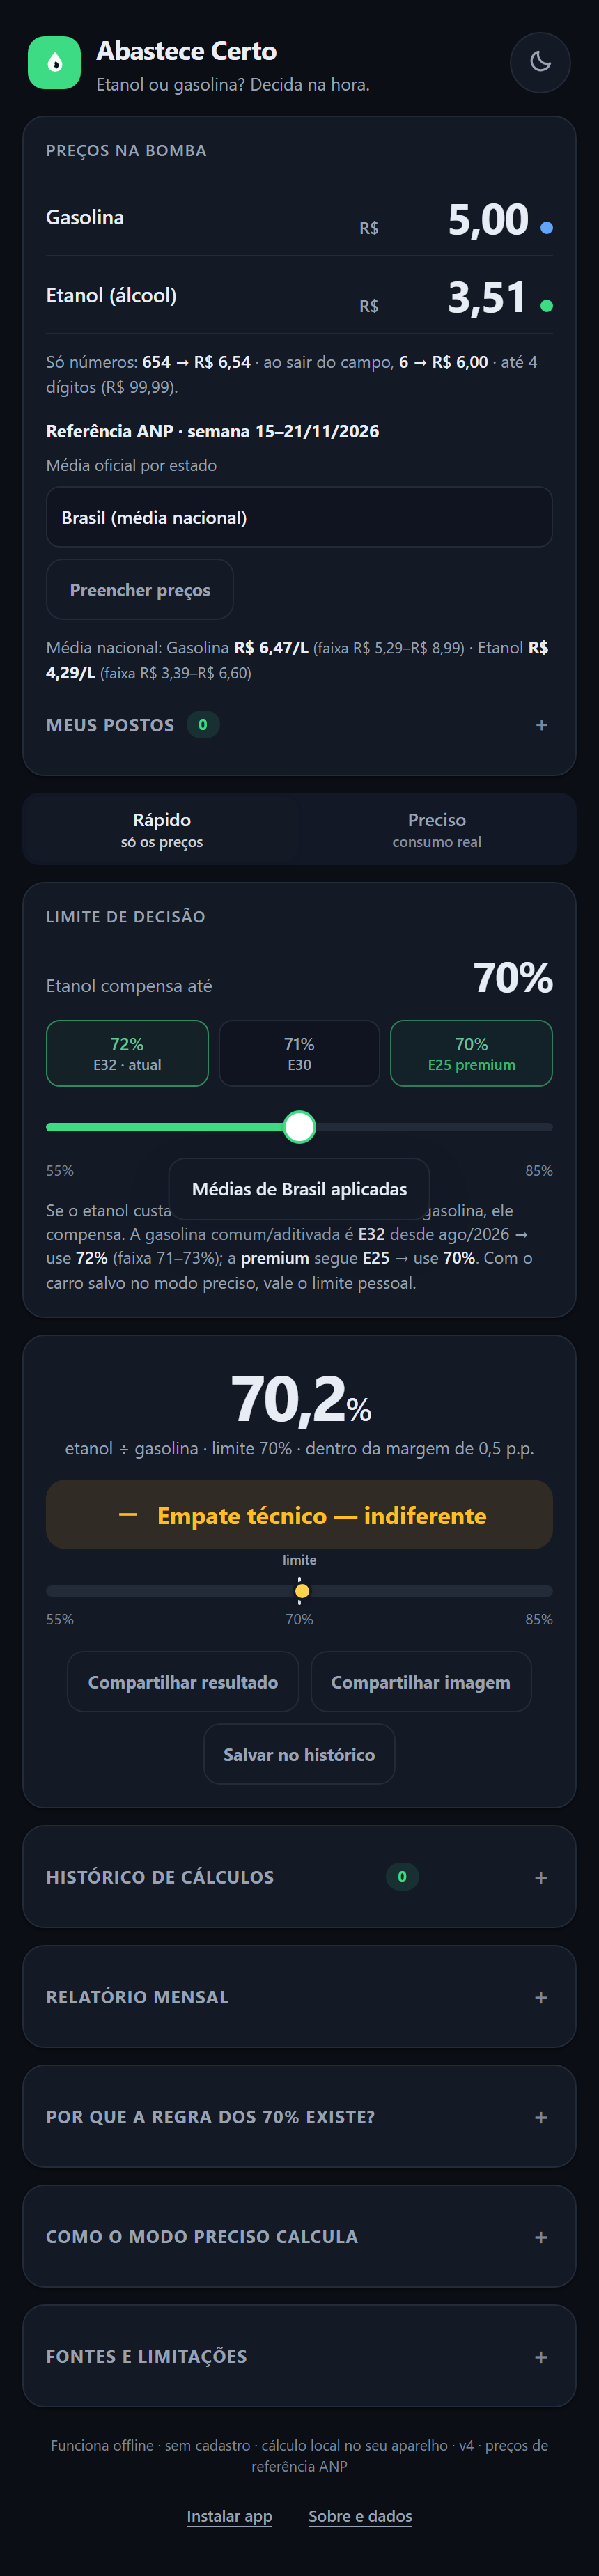 Abastece Certo
Etanol ou gasolina? Decida na hora.
PREÇOS NA BOMBA
Gasolina R$ 5,00
Etanol (álcool) R$ 3,51
Só números: 654 → R$ 6,54 · ao sair do campo, 6 → R$ 6,00 · até 4
dígitos (R$ 99,99).
Referência ANP · semana 15–21/11/2026
Média oficial por estado
Brasil (média nacional)
Preencher preços
Média nacional: Gasolina R$ 6,47/L (faixa R$ 5,29–R$ 8,99) · Etanol R$
4,29/L (faixa R$ 3,39–R$ 6,60)
MEUS POSTOS 0 +
Rápido
só os preços
Preciso
consumo real
LIMITE DE DECISÃO
Etanol compensa até 70%
72%
E32 · atual
71%
E30
70%
E25 premium
55% 85%
Médias de Brasil aplicadas
Se o etanol custa gasolina, ele
compensa. A gasolina comum/aditivada é E32 desde ago/2026 →
use 72% (faixa 71–73%); a premium segue E25 → use 70%. Com o
carro salvo no modo preciso, vale o limite pessoal.
70,2%
etanol ÷ gasolina · limite 70% · dentro da margem de 0,5 p.p.
— Empate técnico — indiferente
limite
55% 70% 85%
Compartilhar resultado
Compartilhar imagem
Salvar no histórico
HISTÓRICO DE CÁLCULOS 0 +
RELATÓRIO MENSAL +
POR QUE A REGRA DOS 70% EXISTE? +
COMO O MODO PRECISO CALCULA +
FONTES E LIMITAÇÕES +
Funciona offline · sem cadastro · cálculo local no seu aparelho · v4 · preços de
referência ANP
Instalar app Sobre e dados